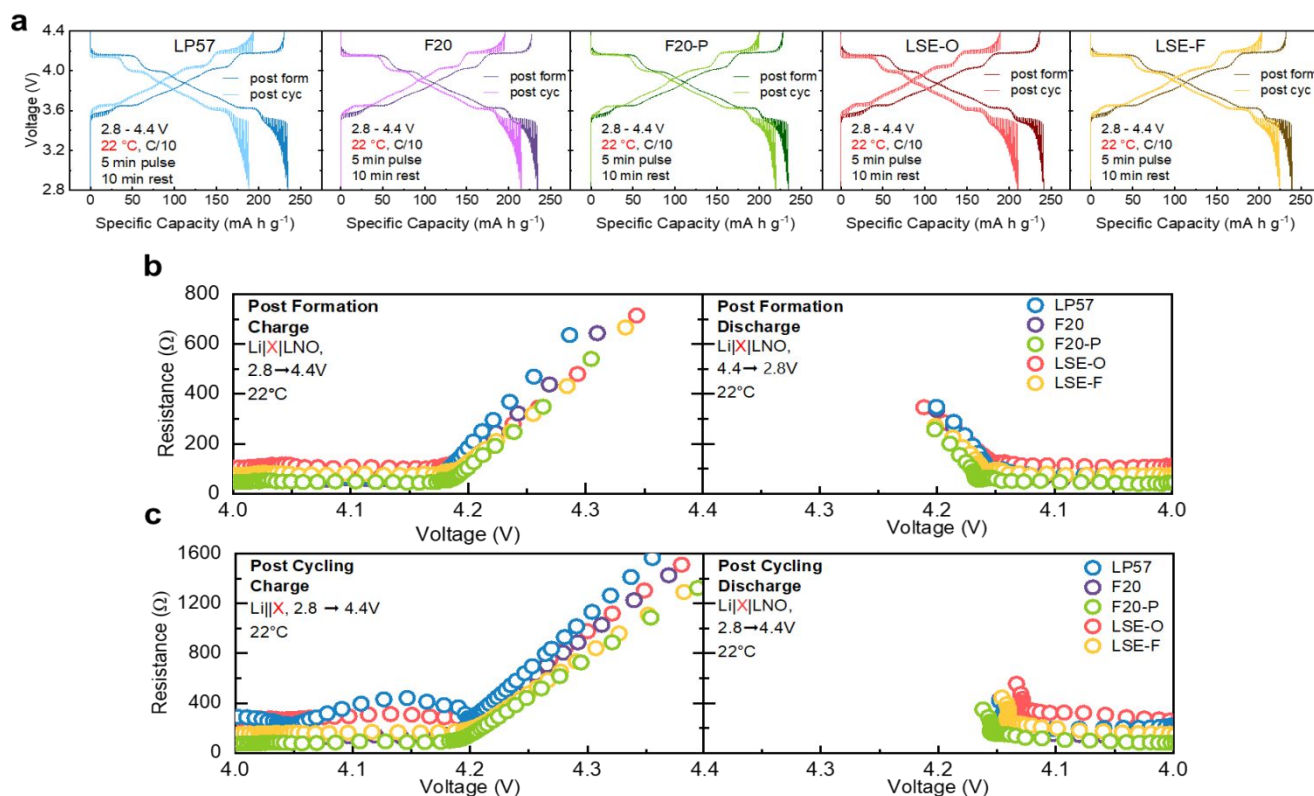 a
LP57
F20
F20-P
LSE-O
LSE-F
Voltage (V)
4.4
4.0
3.6
3.2
2.8
post form
post cyc
2.8 - 4.4 V
22 °C, C/10
5 min pulse
10 min rest
post form
post cyc
2.8 - 4.4 V
22 °C, C/10
5 min pulse
10 min rest
post form
post cyc
2.8 - 4.4 V
22 °C, C/10
5 min pulse
10 min rest
post form
post cyc
2.8 - 4.4 V
22 °C, C/10
5 min pulse
10 min rest
post form
post cyc
2.8 - 4.4 V
22 °C, C/10
5 min pulse
10 min rest
0 50 100 150 200 250 0 50 100 150 200 250 0 50 100 150 200 250 0 50 100 150 200 250 0 50 100 150 200 250
Specific Capacity (mA h g⁻¹) Specific Capacity (mA h g⁻¹) Specific Capacity (mA h g⁻¹) Specific Capacity (mA h g⁻¹) Specific Capacity (mA h g⁻¹)
b
Resistance (Ω)
800
600
400
200
0
Post Formation
Charge
Li|X|LNO,
2.8→4.4V
22°C
Post Formation
Discharge
Li|X|LNO,
4.4→ 2.8V
22°C
LP57
F20
F20-P
LSE-O
LSE-F
4.0 4.1 4.2 4.3 4.4 4.3 4.2 4.1 4.0
Voltage (V) Voltage (V)
c
Resistance (Ω)
1600
1200
800
400
0
Post Cycling
Charge
Li||X, 2.8 → 4.4V
22°C
Post Cycling
Discharge
Li|X|LNO,
2.8→4.4V
22°C
LP57
F20
F20-P
LSE-O
LSE-F
4.0 4.1 4.2 4.3 4.4 4.3 4.2 4.1 4.0
Voltage (V) Voltage (V)